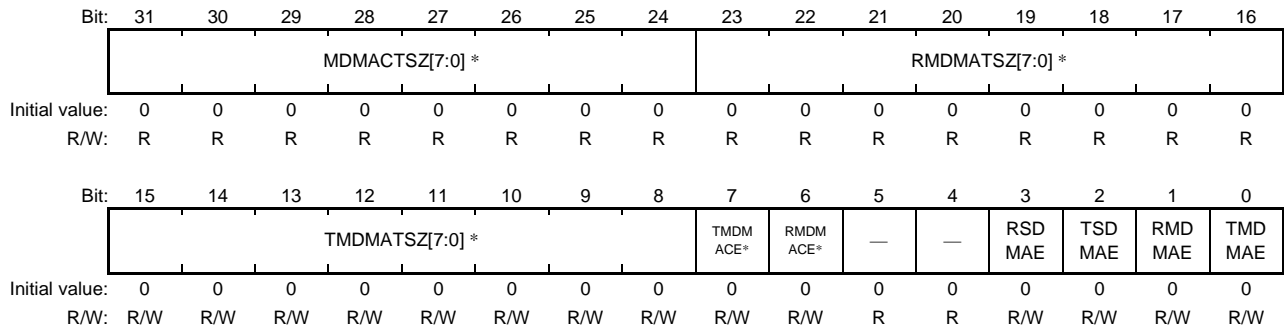 Bit: 31 30 29 28 27 26 25 24 23 22 21 20 19 18 17 16
MDMACTSZ[7:0] * RMDMATSZ[7:0] *
Initial value: 0 0 0 0 0 0 0 0 0 0 0 0 0 0 0 0
R/W: R R R R R R R R R R R R R R R R
Bit: 15 14 13 12 11 10 9 8 7 6 5 4 3 2 1 0
TMDMATSZ[7:0] * TMDM RMDM — — RSD TSD RMD TMD
ACE* ACE* MAE MAE MAE MAE
Initial value: 0 0 0 0 0 0 0 0 0 0 0 0 0 0 0 0
R/W: R/W R/W R/W R/W R/W R/W R/W R/W R/W R/W R R R/W R/W R/W R/W